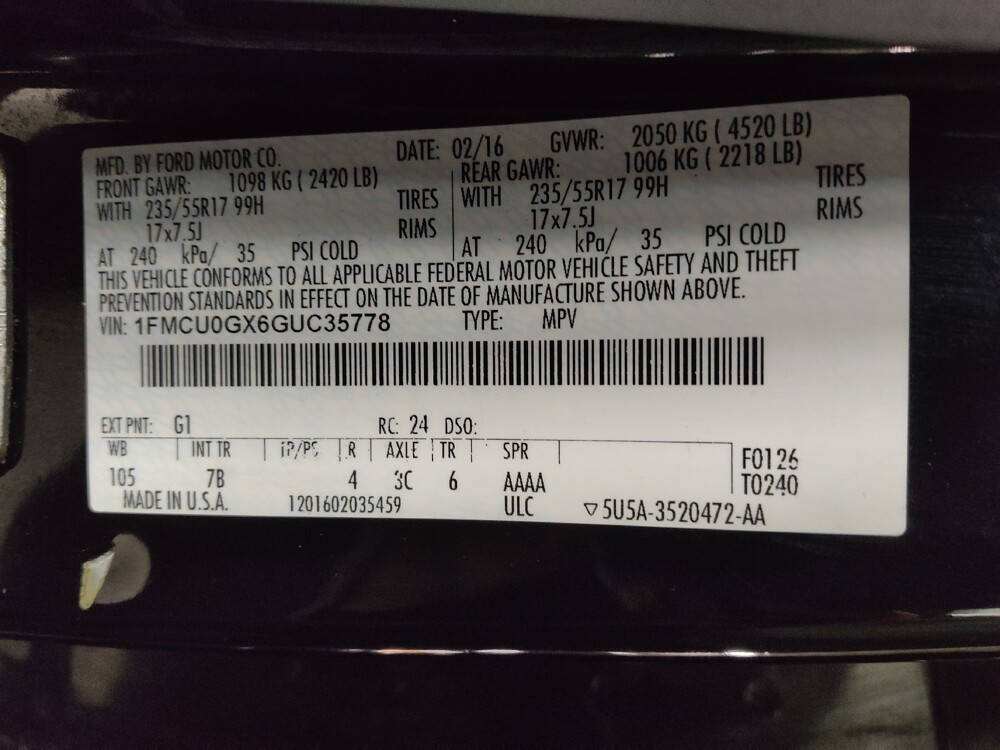 MFD. BY FORD MOTOR CO. DATE: 02/16 GVWR: 2050 KG ( 4520 LB)
FRONT GAWR: 1098 KG ( 2420 LB) REAR GAWR: 1006 KG ( 2218 LB)
WITH 235/55R17 99H TIRES WITH 235/55R17 99H TIRES
17x7.5J RIMS 17x7.5J RIMS
AT 240 kPa/ 35 PSI COLD AT 240 kPa/ 35 PSI COLD
THIS VEHICLE CONFORMS TO ALL APPLICABLE FEDERAL MOTOR VEHICLE SAFETY AND THEFT
PREVENTION STANDARDS IN EFFECT ON THE DATE OF MANUFACTURE SHOWN ABOVE.
VIN: 1FMCU0GX6GUC35778 TYPE: MPV
EXT PNT: G1 RC: 24 DSO:
WB INT TR TP/PS R AXLE TR SPR F0126
105 7B 4 3C 6 AAAA T0240
MADE IN U.S.A. 1201602035459 ULC ▽5U5A-3520472-AA